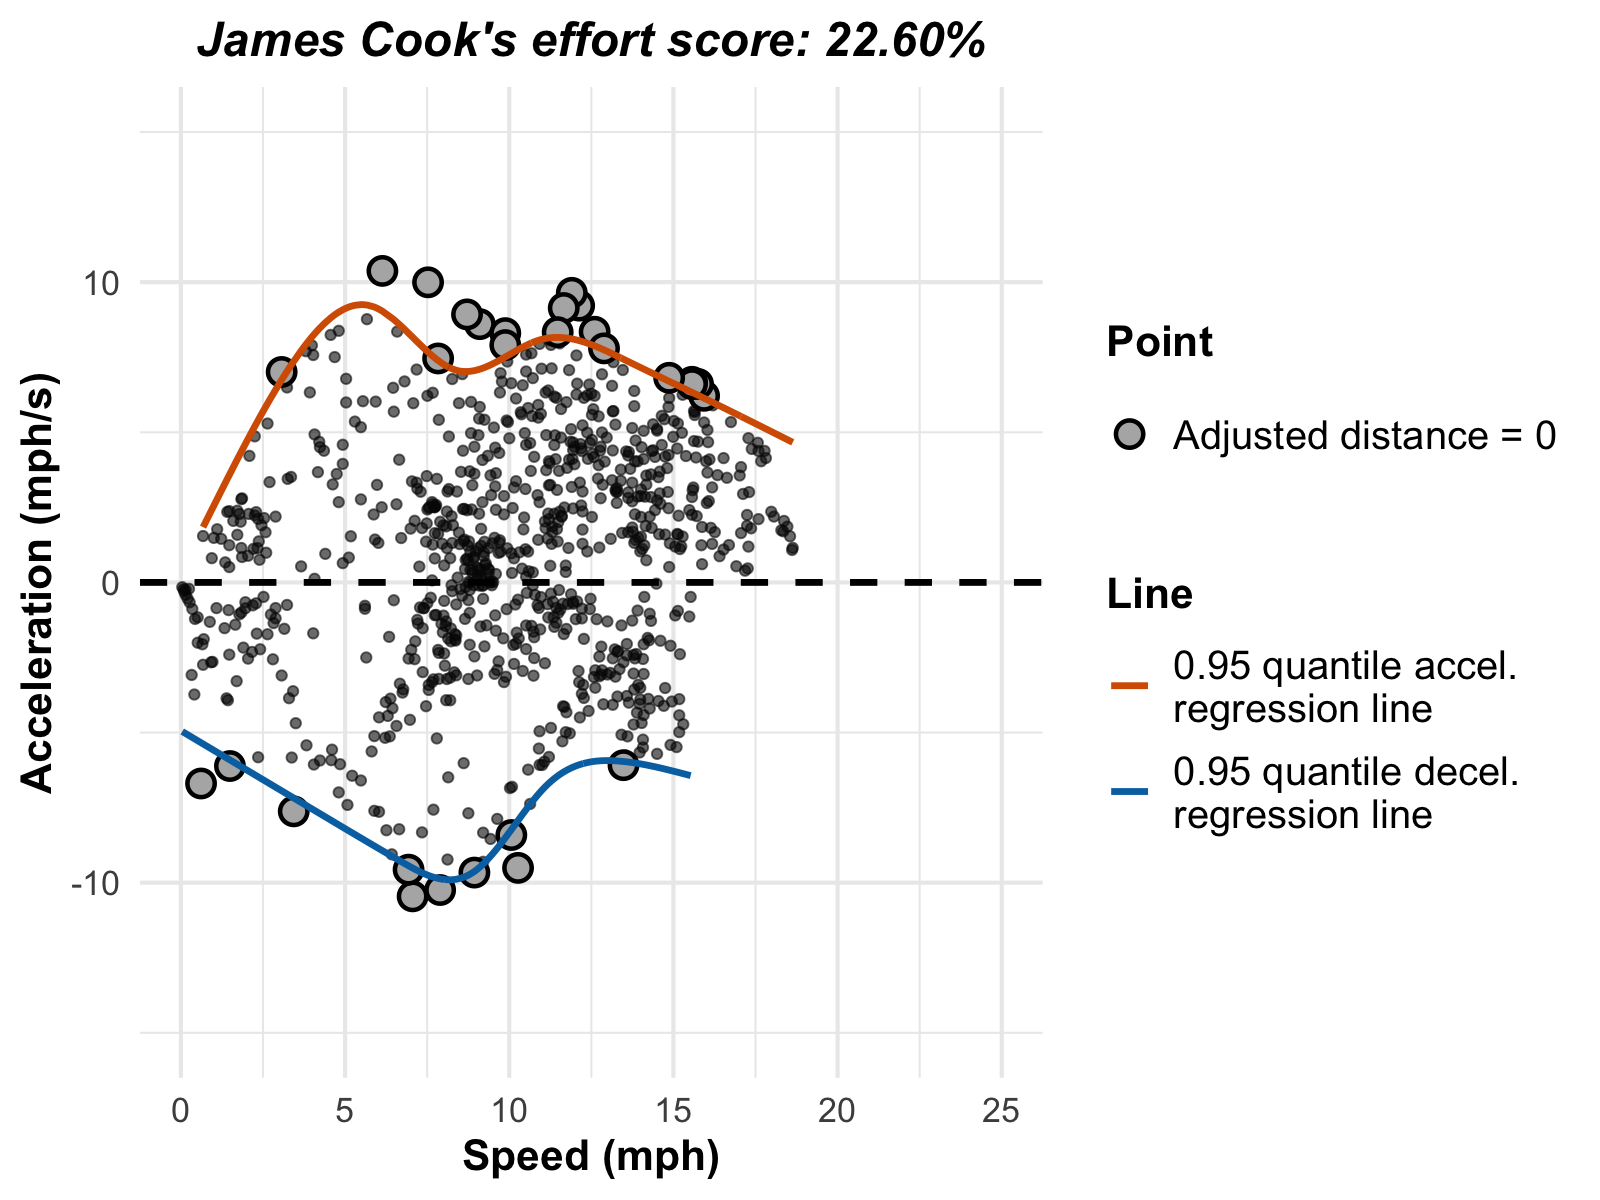 James Cook's effort score: 22.60%
Acceleration (mph/s)
10
0
-10
0 5 10 15 20 25
Speed (mph)
Point
Adjusted distance = 0
Line
0.95 quantile accel.
regression line
0.95 quantile decel.
regression line